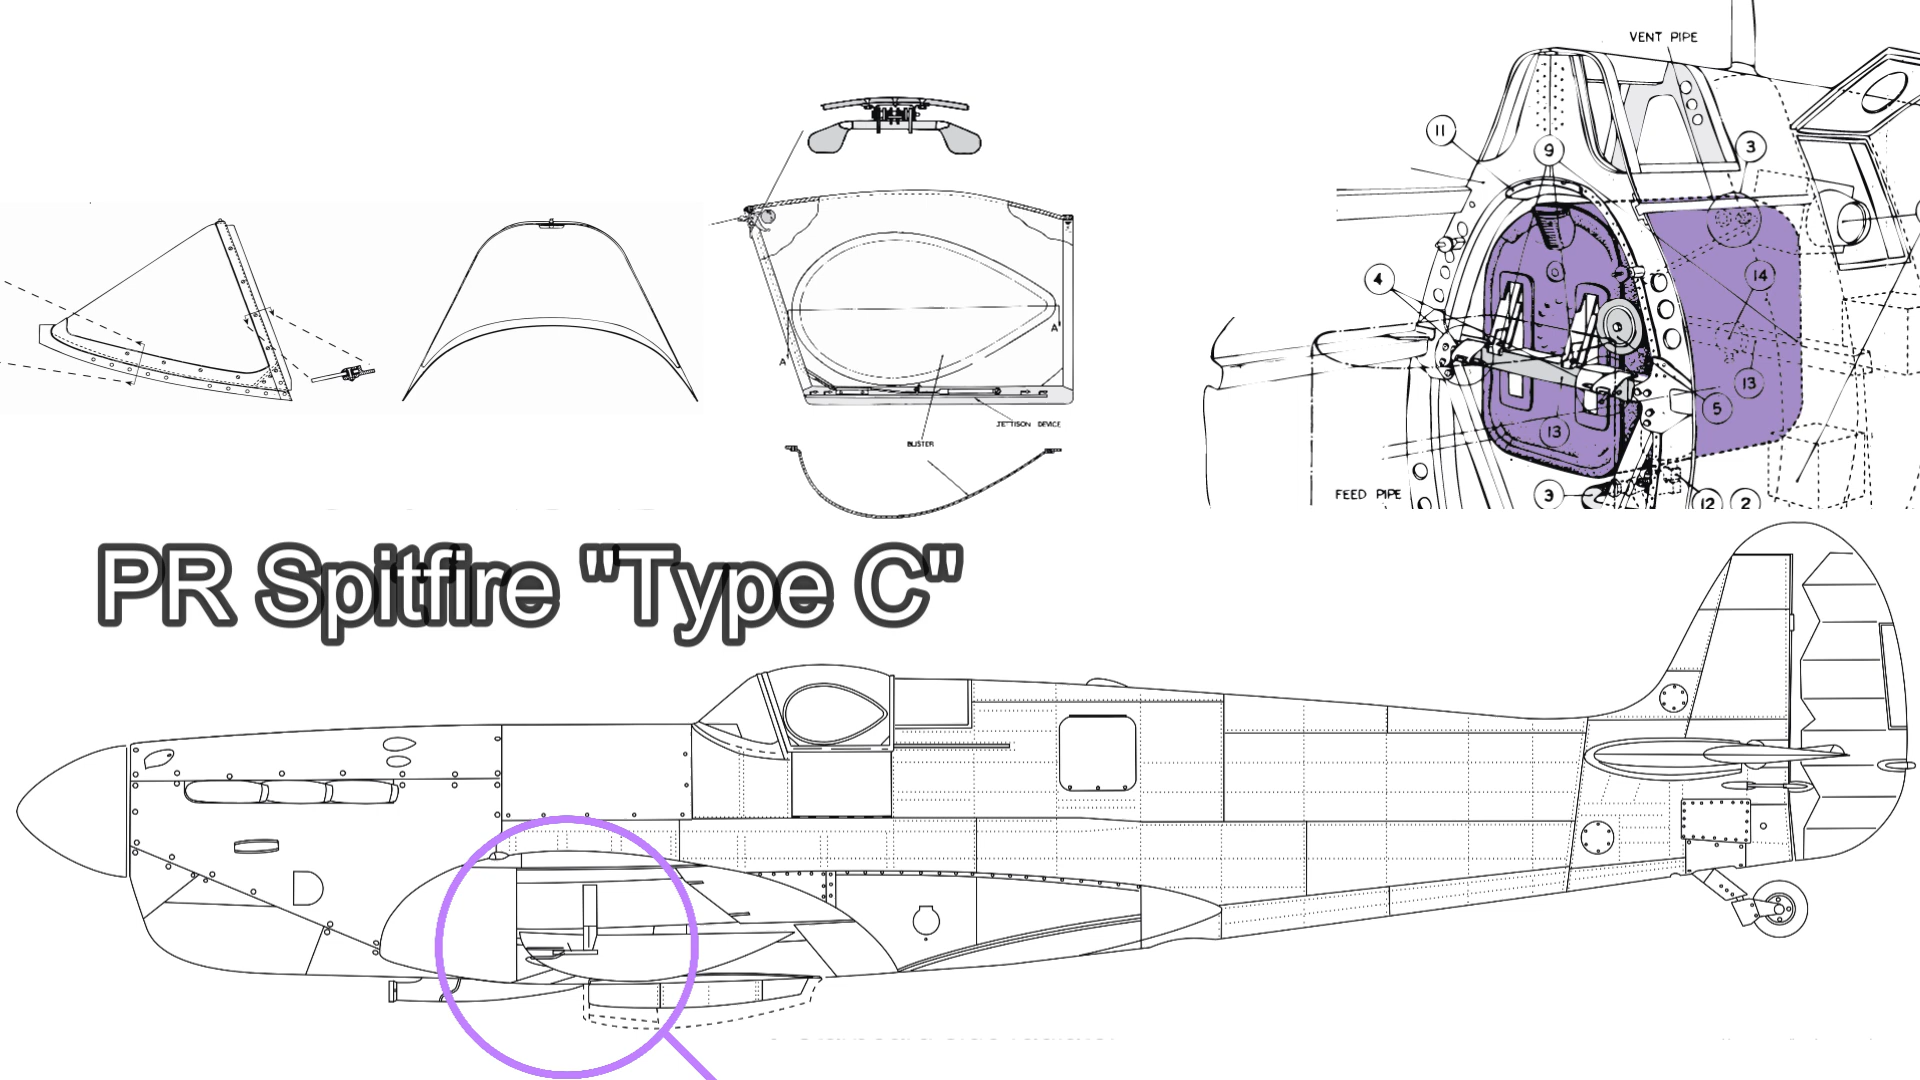 VENT PIPE
11
9
3
4
14
13
5
13
A
A
JETTISON DEVICE
BLISTER
FEED PIPE
3
12
2
PR Spitfire "Type C"